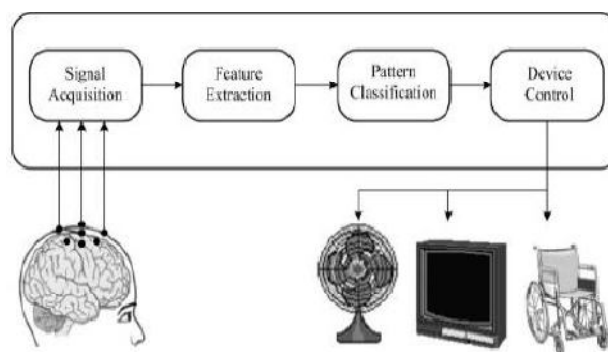 Signal
Acquisition
Feature
Extraction
Pattern
Classification
Device
Control